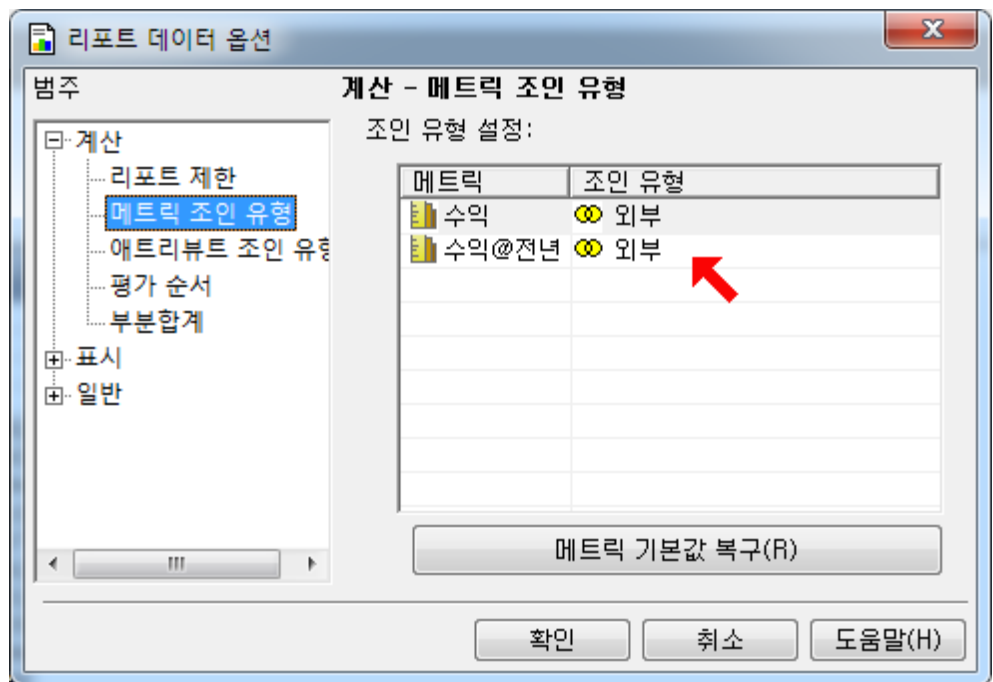 리포트 데이터 옵션
범주
계산 - 메트릭 조인 유형
계산
리포트 제한
메트릭 조인 유형
애트리뷰트 조인 유형
평가 순서
부분합계
표시
일반
조인 유형 설정:
메트릭 조인 유형
수익 외부
수익@전년 외부
메트릭 기본값 복구(R)
확인 취소 도움말(H)